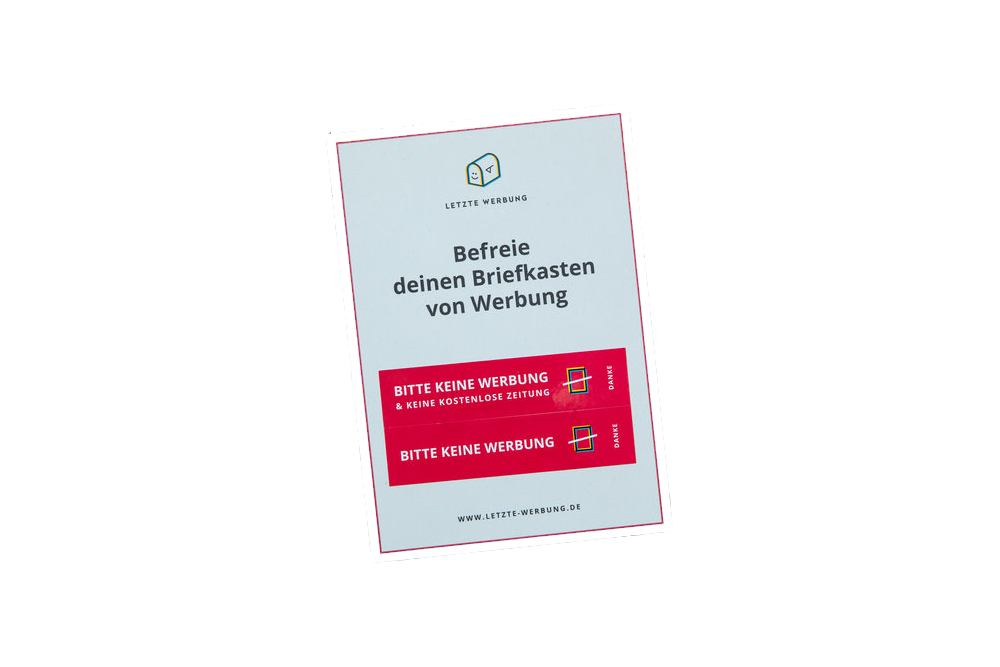 LETZTE WERBUNG
Befreie
deinen Briefkasten
von Werbung
BITTE KEINE WERBUNG
& KEINE KOSTENLOSE ZEITUNG
DANKE
BITTE KEINE WERBUNG
DANKE
WWW.LETZTE-WERBUNG.DE